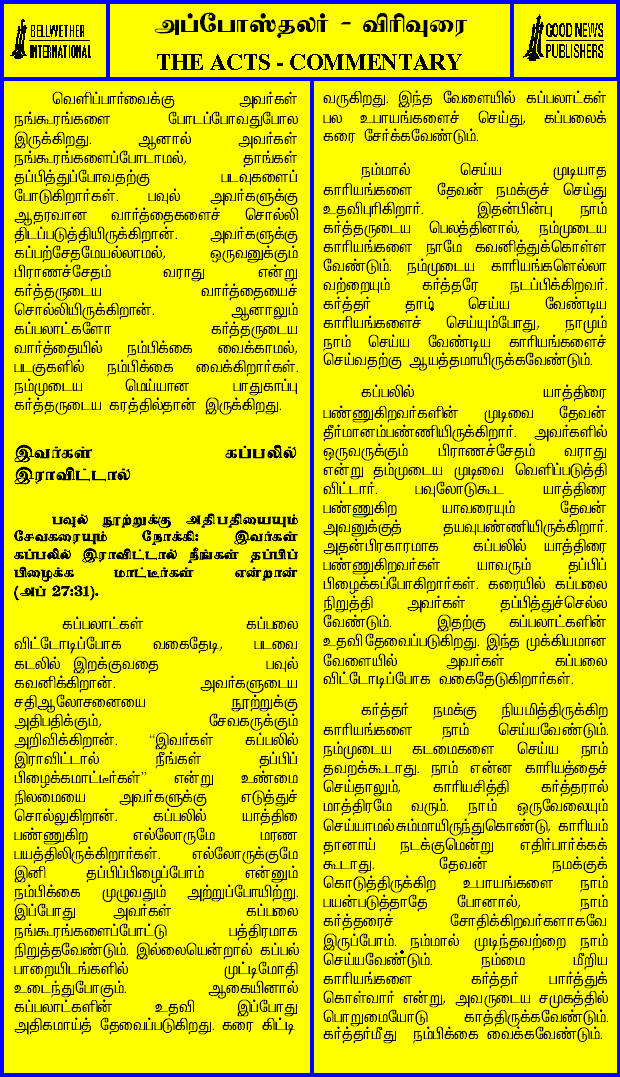 BELLWETHER
INTERNATIONAL
அப்போஸ்தலர் - விரிவுரை
THE ACTS - COMMENTARY
GOOD NEWS
PUBLISHERS
வெளிப்பார்வைக்கு அவர்கள்
நங்கூரங்களை போடப்போவதுபோல
இருக்கிறது. ஆனால் அவர்கள்
நங்கூரங்களைப்போடாமல், தாங்கள்
தப்பித்துப்போவதற்கு படவுகளைப்
போடுகிறார்கள். பவுல் அவர்களுக்கு
ஆதரவான வார்த்தைகளைச் சொல்லி
திடப்படுத்தியிருக்கிறான். அவர்களுக்கு
கப்பற்சேதமேயல்லாமல், ஒருவனுக்கும்
பிராணச்சேதம் வராது என்று
கர்த்தருடைய வார்த்தையைச்
சொல்லியிருக்கிறான். ஆனாலும்
கப்பலாட்களோ கர்த்தருடைய
வார்த்தையில் நம்பிக்கை வைக்காமல்,
படகுகளில் நம்பிக்கை வைக்கிறார்கள்.
நம்முடைய மெய்யான பாதுகாப்பு
கர்த்தருடைய கரத்தில்தான் இருக்கிறது.
இவர்கள் கப்பலில்
இராவிட்டால்
பவுல் நூற்றுக்கு அதிபதியையும்
சேவகரையும் நோக்கி: இவர்கள்
கப்பலில் இராவிட்டால் நீங்கள் தப்பிப்
பிழைக்க மாட்டீர்கள் என்றான்
(அப் 27:31).
கப்பலாட்கள் கப்பலை
விட்டோடிப்போக வகைதேடி, படவை
கடலில் இறக்குவதை பவுல்
கவனிக்கிறான். அவர்களுடைய
சதிஆலோசனையை நூற்றுக்கு
அதிபதிக்கும், சேவகருக்கும்
அறிவிக்கிறான். “இவர்கள் கப்பலில்
இராவிட்டால் நீங்கள் தப்பிப்
பிழைக்கமாட்டீர்கள்” என்று உண்மை
நிலமையை அவர்களுக்கு எடுத்துச்
சொல்லுகிறான். கப்பலில் யாத்திரை
பண்ணுகிற எல்லோருமே மரண
பயத்திலிருக்கிறார்கள். எல்லோருக்குமே
இனி தப்பிப்பிழைப்போம் என்னும்
நம்பிக்கை முழுவதும் அற்றுப்போயிற்று.
இப்போது அவர்கள் கப்பலை
நங்கூரங்களைப்போட்டு பத்திரமாக
நிறுத்தவேண்டும். இல்லையென்றால் கப்பல்
பாறையிடங்களில் முட்டிமோதி
உடைந்துபோகும். ஆகையினால்
கப்பலாட்களின் உதவி இப்போது
அதிகமாய்த் தேவைப்படுகிறது. கரை கிட்டி
வருகிறது. இந்த வேளையில் கப்பலாட்கள்
பல உபாயங்களைச் செய்து, கப்பலைக்
கரை சேர்க்கவேண்டும்.
நம்மால் செய்ய முடியாத
காரியங்களை தேவன் நமக்குச் செய்து
உதவிபுரிகிறார். இதன்பின்பு நாம்
கர்த்தருடைய பெலத்தினால், நம்முடைய
காரியங்களை நாமே கவனித்துக்கொள்ள
வேண்டும். நம்முடைய காரியங்களெல்லா
வற்றையும் கர்த்தரே நடப்பிக்கிறவர்.
கர்த்தர் தாம் செய்ய வேண்டிய
காரியங்களைச் செய்யும்போது, நாமும்
நாம் செய்ய வேண்டிய காரியங்களைச்
செய்வதற்கு ஆயத்தமாயிருக்கவேண்டும்.
கப்பலில் யாத்திரை
பண்ணுகிறவர்களின் முடிவை தேவன்
தீர்மானம்பண்ணியிருக்கிறார். அவர்களில்
ஒருவருக்கும் பிராணச்சேதம் வராது
என்று தம்முடைய முடிவை வெளிப்படுத்தி
விட்டார். பவுலோடுகூட யாத்திரை
பண்ணுகிற யாவரையும் தேவன்
அவனுக்குத் தயவுபண்ணியிருக்கிறார்.
அதன்பிரகாரமாக கப்பலில் யாத்திரை
பண்ணுகிறவர்கள் யாவரும் தப்பிப்
பிழைக்கப்போகிறார்கள். கரையில் கப்பலை
நிறுத்தி அவர்கள் தப்பித்துச்செல்ல
வேண்டும். இதற்கு கப்பலாட்களின்
உதவி தேவைப்படுகிறது. இந்த முக்கியமான
வேளையில் அவர்கள் கப்பலை
விட்டோடிப்போக வகைதேடுகிறார்கள்.
கர்த்தர் நமக்கு நியமித்திருக்கிற
காரியங்களை நாம் செய்யவேண்டும்.
நம்முடைய கடமைகளை செய்ய நாம்
தவறக்கூடாது. நாம் என்ன காரியத்தைச்
செய்தாலும், காரியசித்தி கர்த்தரால்
மாத்திரமே வரும். நாம் ஒருவேலையும்
செய்யாமல் சும்மாயிருந்துகொண்டு, காரியம்
தானாய் நடக்குமென்று எதிர்பார்க்கக்
கூடாது. தேவன் நமக்குக்
கொடுத்திருக்கிற உபாயங்களை நாம்
பயன்படுத்தாதே போனால், நாம்
கர்த்தரைச் சோதிக்கிறவர்களாகவே
இருப்போம். நம்மால் முடிந்தவற்றை நாம்
செய்யவேண்டும். நம்மை மீறிய
காரியங்களை கர்த்தர் பார்த்துக்
கொள்வார் என்று, அவருடைய சமுகத்தில்
பொறுமையோடு காத்திருக்கவேண்டும்.
கர்த்தர்மீது நம்பிக்கை வைக்கவேண்டும்.